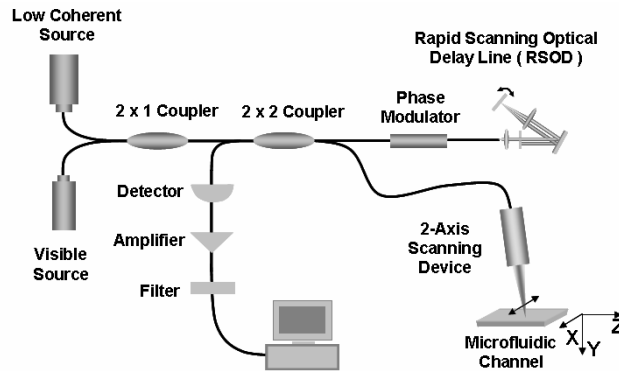 Low Coherent
Source
Rapid Scanning Optical
Delay Line ( RSOD )
2 x 1 Coupler
2 x 2 Coupler
Phase
Modulator
Detector
Amplifier
Filter
Visible
Source
2-Axis
Scanning
Device
X
Y
Z
Microfluidic
Channel